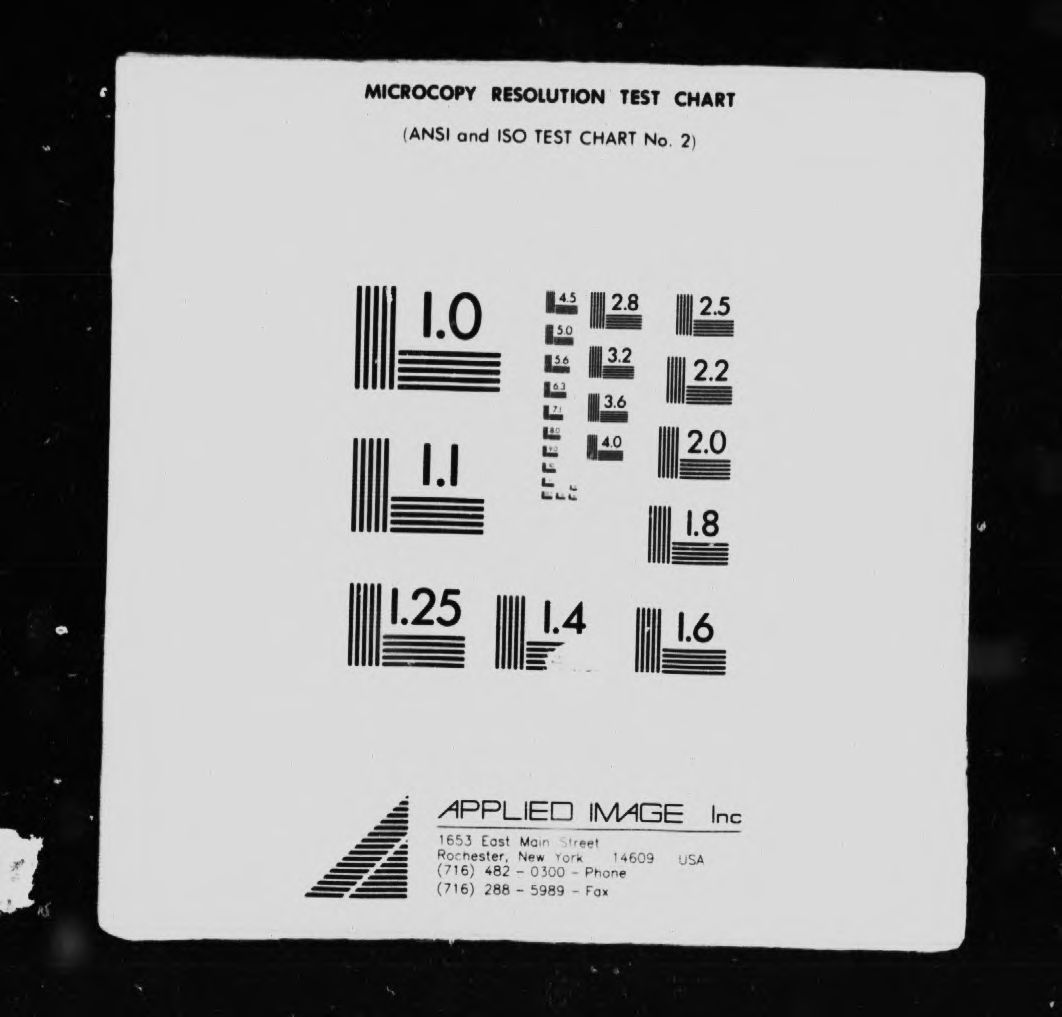 MICROCOPY RESOLUTION TEST CHART
(ANSI and ISO TEST CHART No. 2)
1.0
4.5
2.8
2.5
5.0
5.6
3.2
2.2
6.3
3.6
7.1
8.0
4.0
2.0
9.0
1.1
1.8
1.25
1.4
1.6
APPLIED IMAGE Inc
1653 East Main Street
Rochester, New York 14609 USA
(716) 482 - 0300 - Phone
(716) 288 - 5989 - Fax